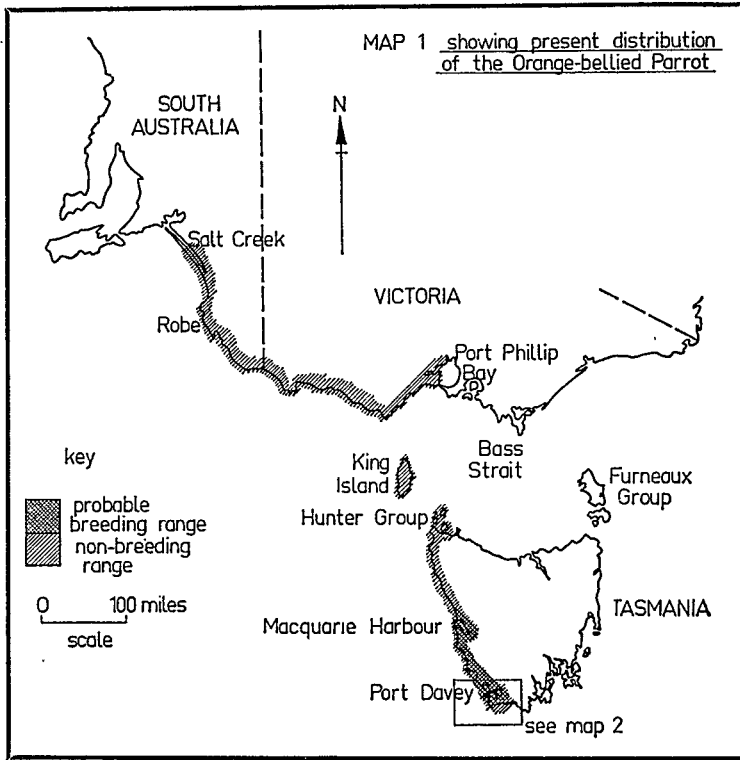 MAP 1 showing present distribution
of the Orange-bellied Parrot
SOUTH
AUSTRALIA
N
Salt Creek
VICTORIA
Robe
Port Phillip
Bay
Bass
Strait
King
Island
Furneaux
Group
Hunter Group
key
probable
breeding range
non-breeding
range
0 100 miles
scale
TASMANIA
Macquarie Harbour
Port Davey
see map 2